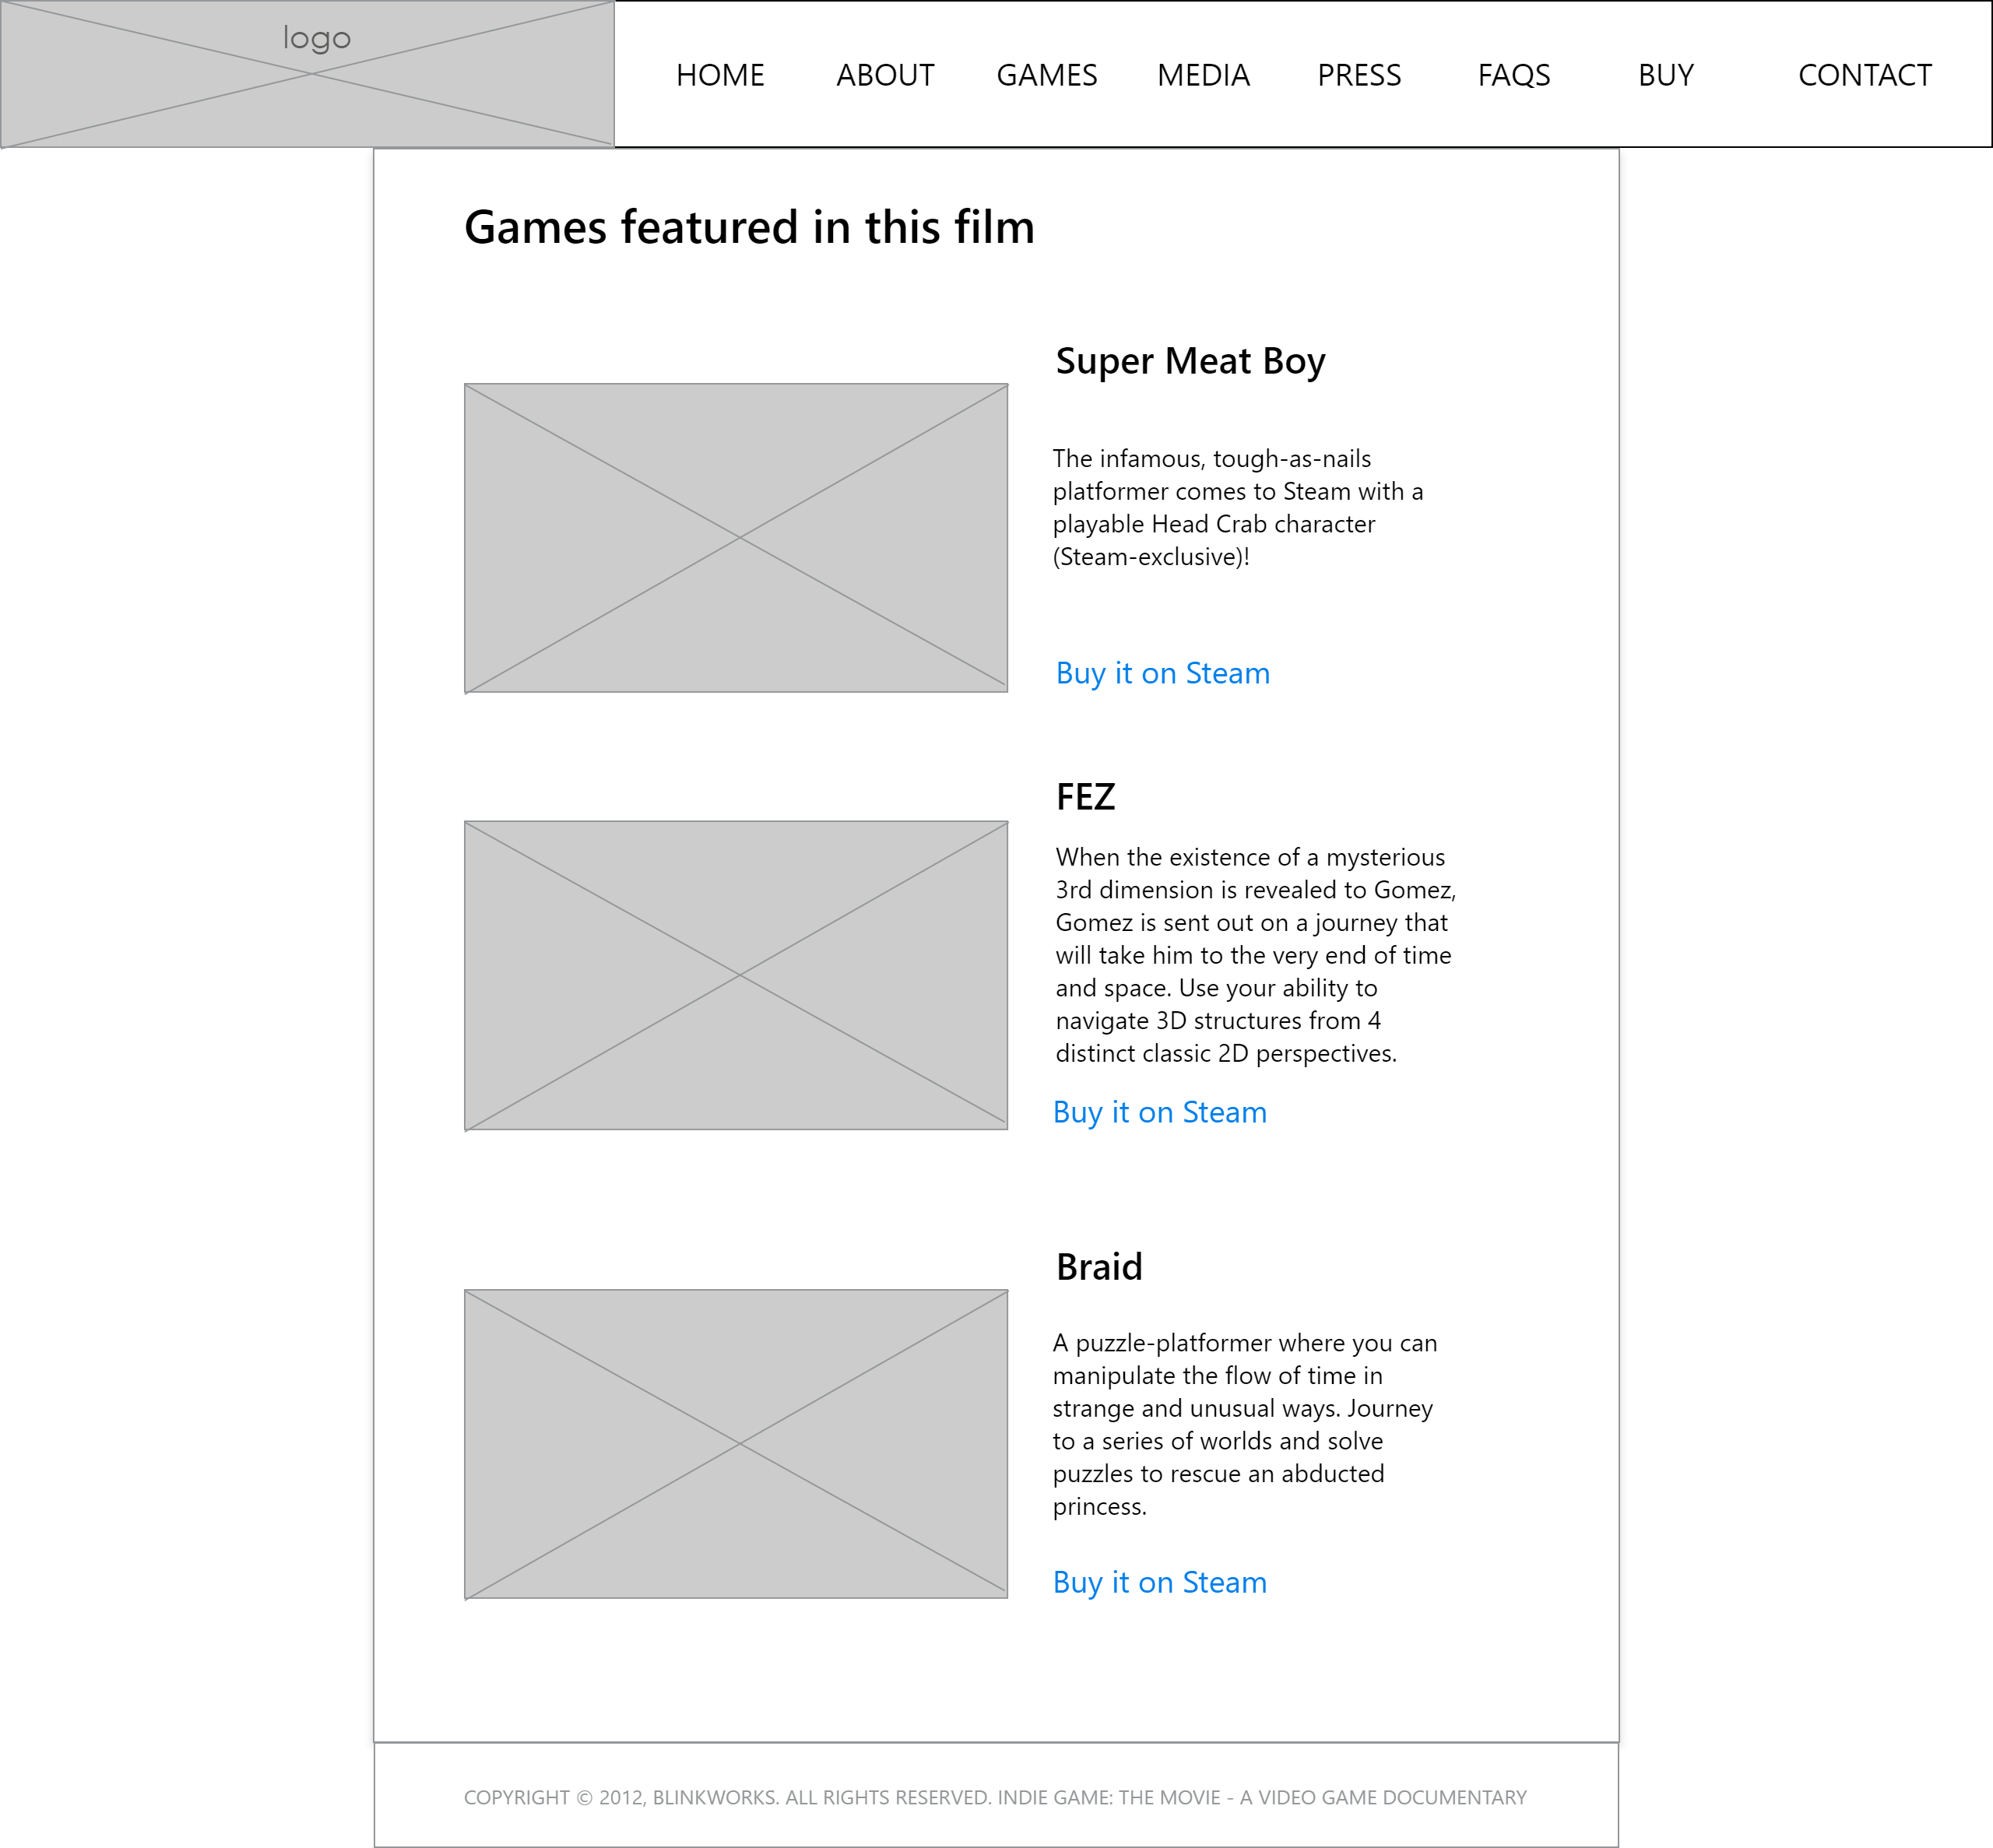 logo
HOME ABOUT GAMES MEDIA PRESS FAQS BUY CONTACT
Games featured in this film
Super Meat Boy
The infamous, tough-as-nails
platformer comes to Steam with a
playable Head Crab character
(Steam-exclusive)!
Buy it on Steam
FEZ
When the existence of a mysterious
3rd dimension is revealed to Gomez,
Gomez is sent out on a journey that
will take him to the very end of time
and space. Use your ability to
navigate 3D structures from 4
distinct classic 2D perspectives.
Buy it on Steam
Braid
A puzzle-platformer where you can
manipulate the flow of time in
strange and unusual ways. Journey
to a series of worlds and solve
puzzles to rescue an abducted
princess.
Buy it on Steam
COPYRIGHT © 2012, BLINKWORKS. ALL RIGHTS RESERVED. INDIE GAME: THE MOVIE - A VIDEO GAME DOCUMENTARY